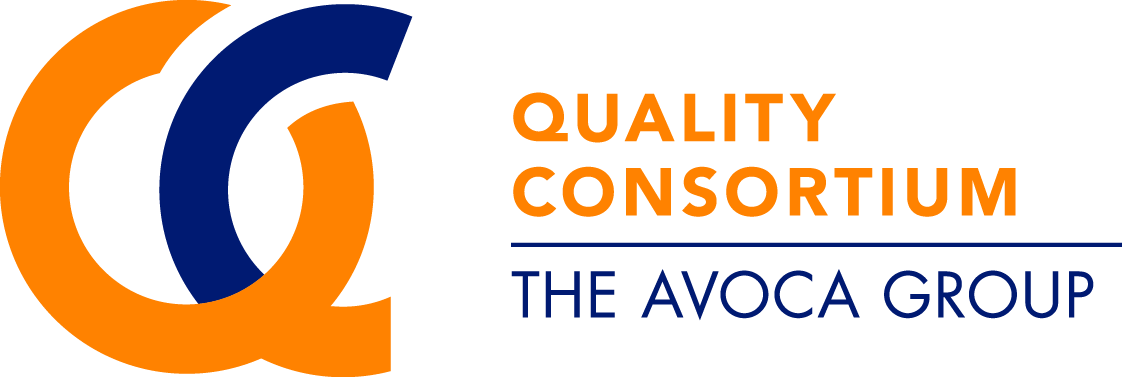 QUALITY
CONSORTIUM
THE AVOCA GROUP